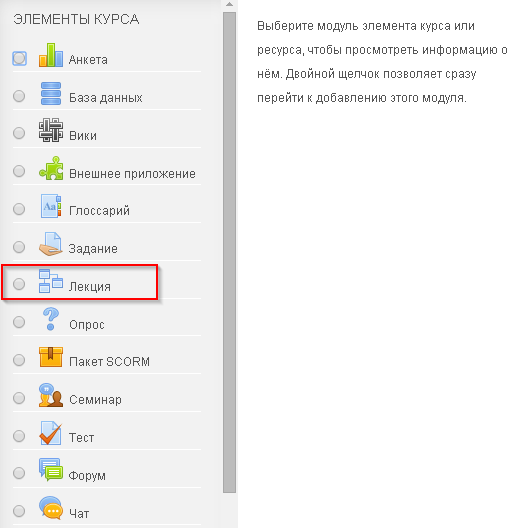 ЭЛЕМЕНТЫ КУРСА
Анкета
База данных
Вики
Внешнее приложение
Глоссарий
Задание
Лекция
Опрос
Пакет SCORM
Семинар
Тест
Форум
Чат
Выберите модуль элемента курса или
ресурса, чтобы просмотреть информацию о
нём. Двойной щелчок позволяет сразу
перейти к добавлению этого модуля.